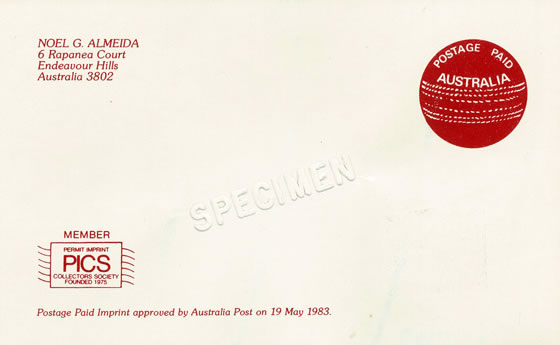 NOEL G. ALMEIDA
6 Rapanea Court
Endeavour Hills
Australia 3802
POSTAGE PAID
AUSTRALIA
SPECIMEN
MEMBER
PERMIT IMPRINT
PICS
COLLECTORS SOCIETY
FOUNDED 1975
Postage Paid Imprint approved by Australia Post on 19 May 1983.